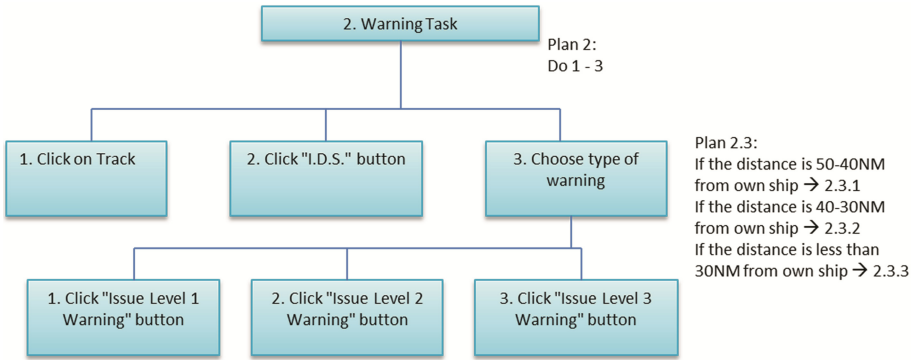 2. Warning Task
Plan 2:
Do 1 - 3
1. Click on Track
2. Click "I.D.S." button
3. Choose type of
warning
Plan 2.3:
If the distance is 50-40NM
from own ship → 2.3.1
If the distance is 40-30NM
from own ship → 2.3.2
If the distance is less than
30NM from own ship → 2.3.3
1. Click "Issue Level 1
Warning" button
2. Click "Issue Level 2
Warning" button
3. Click "Issue Level 3
Warning" button